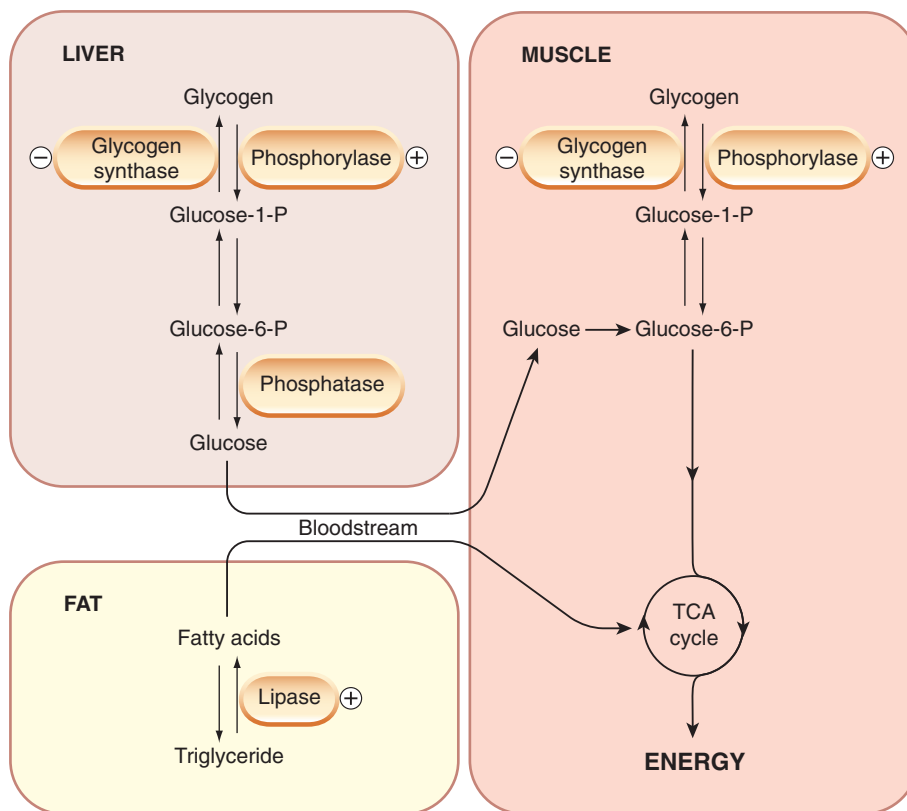 LIVER
Glycogen
−
Glycogen
synthase
Phosphorylase
+
Glucose-1-P
Glucose-6-P
Phosphatase
Glucose
Bloodstream
FAT
Fatty acids
Lipase
+
Triglyceride
MUSCLE
Glycogen
−
Glycogen
synthase
Phosphorylase
+
Glucose-1-P
Glucose
Glucose-6-P
TCA
cycle
ENERGY